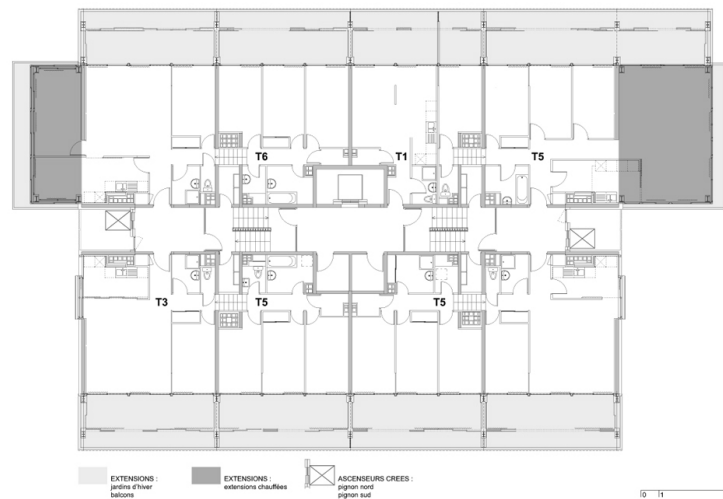 T6
T1
T5
T3
T5
T5
EXTENSIONS :
jardins d'hiver
balcons
EXTENSIONS :
extensions chauffées
ASCENSEURS CREES :
pignon nord
pignon sud
0 1